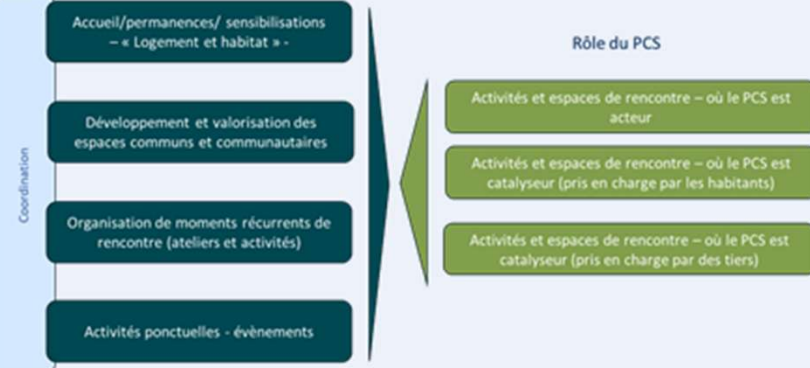 Coordination
Accueil/permanences/ sensibilisations
– « Logement et habitat » -
Développement et valorisation des
espaces communs et communautaires
Organisation de moments récurrents de
rencontre (ateliers et activités)
Activités ponctuelles - évènements
Rôle du PCS
Activités et espaces de rencontre – où le PCS est
acteur
Activités et espaces de rencontre – où le PCS est
catalyseur (pris en charge par les habitants)
Activités et espaces de rencontre – où le PCS est
catalyseur (pris en charge par des tiers)